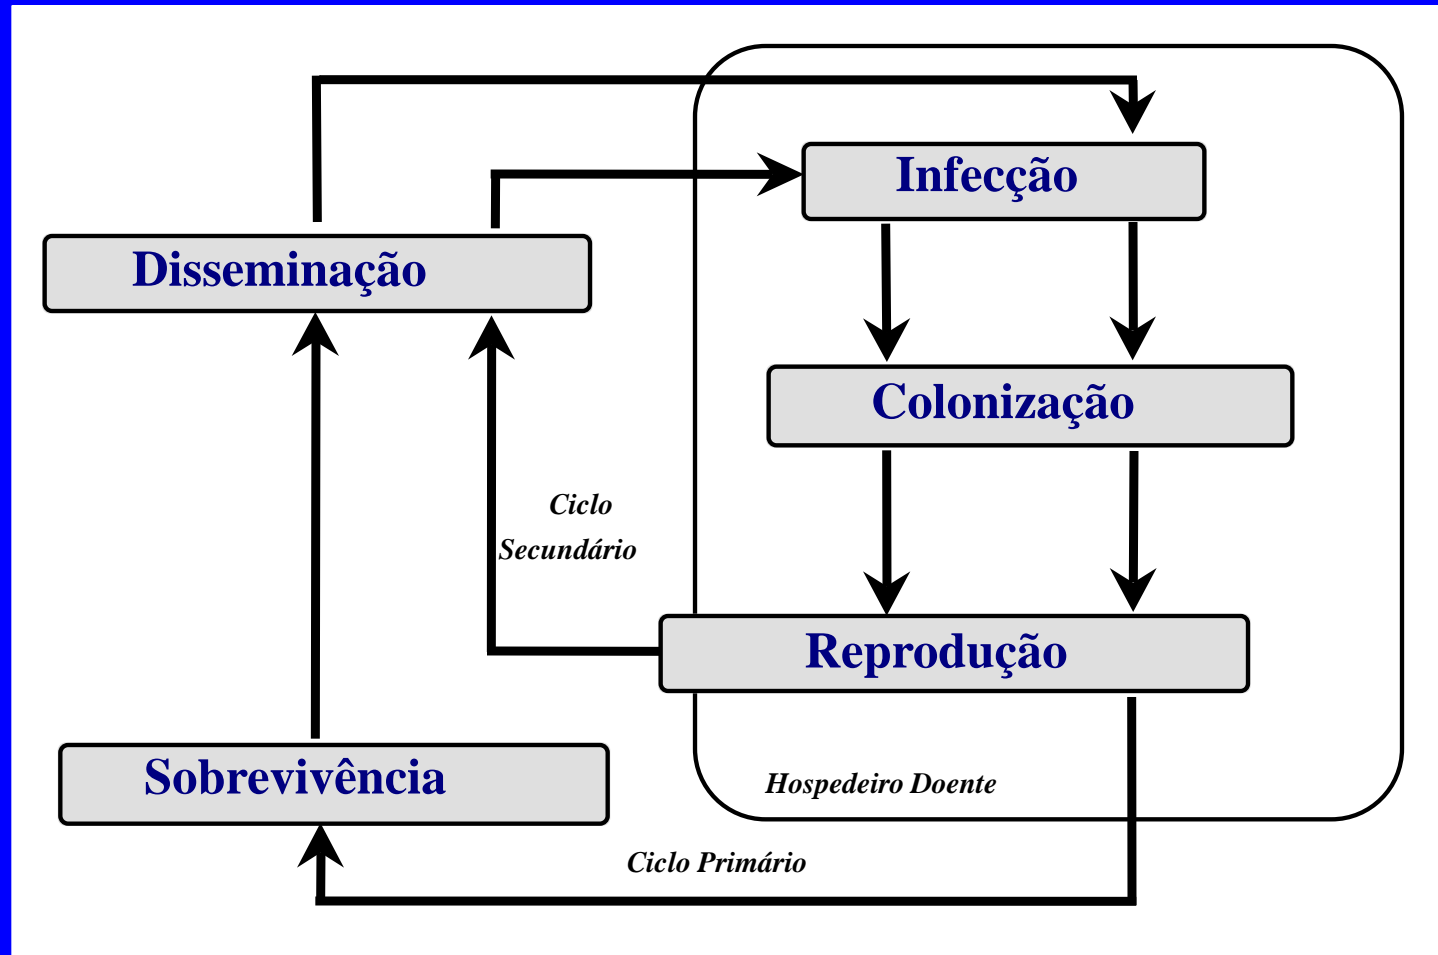 Infecção
Disseminação
Colonização
Ciclo
Secundário
Reprodução
Sobrevivência
Hospedeiro Doente
Ciclo Primário